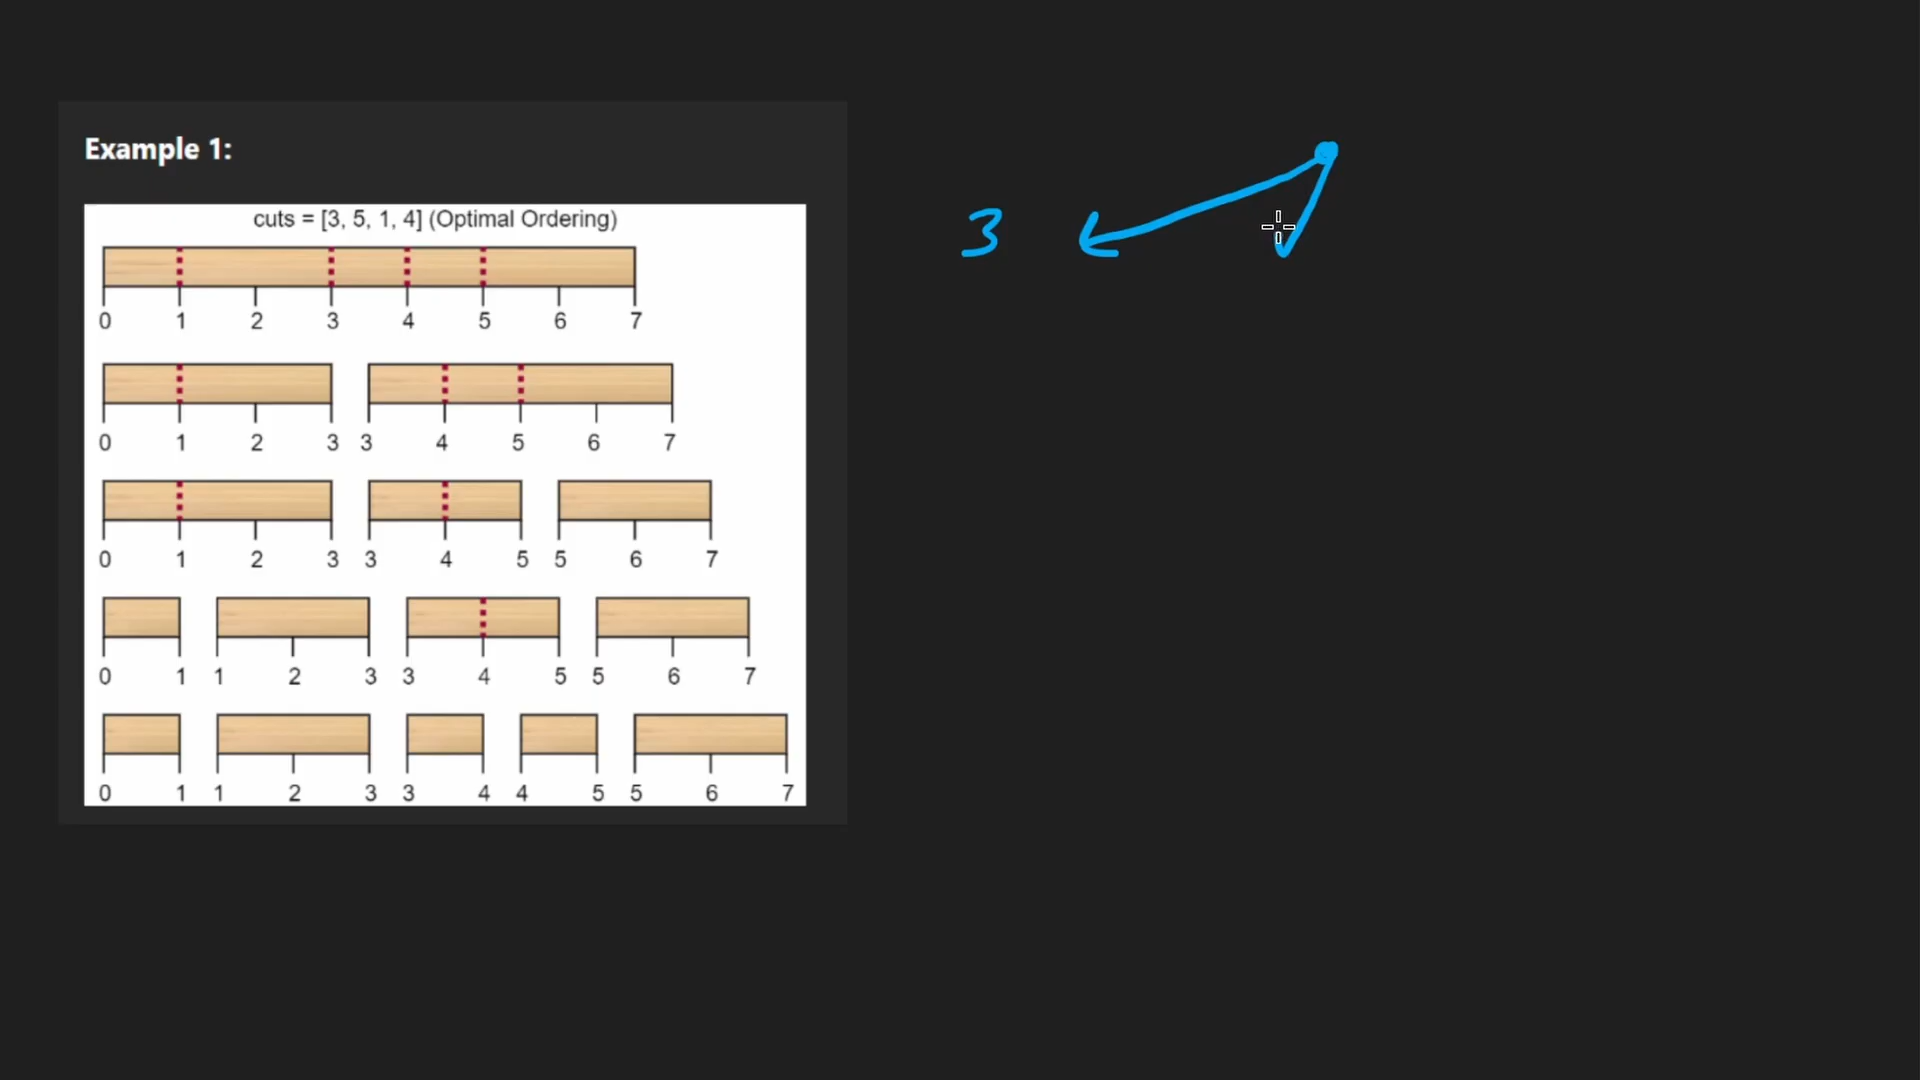 Example 1:
cuts = [3, 5, 1, 4] (Optimal Ordering)
0 1 2 3 4 5 6 7
0 1 2 3 3 4 5 6 7
0 1 2 3 3 4 5 5 6 7
0 1 1 2 3 3 4 5 5 6 7
0 1 1 2 3 3 4 4 5 5 6 7
3